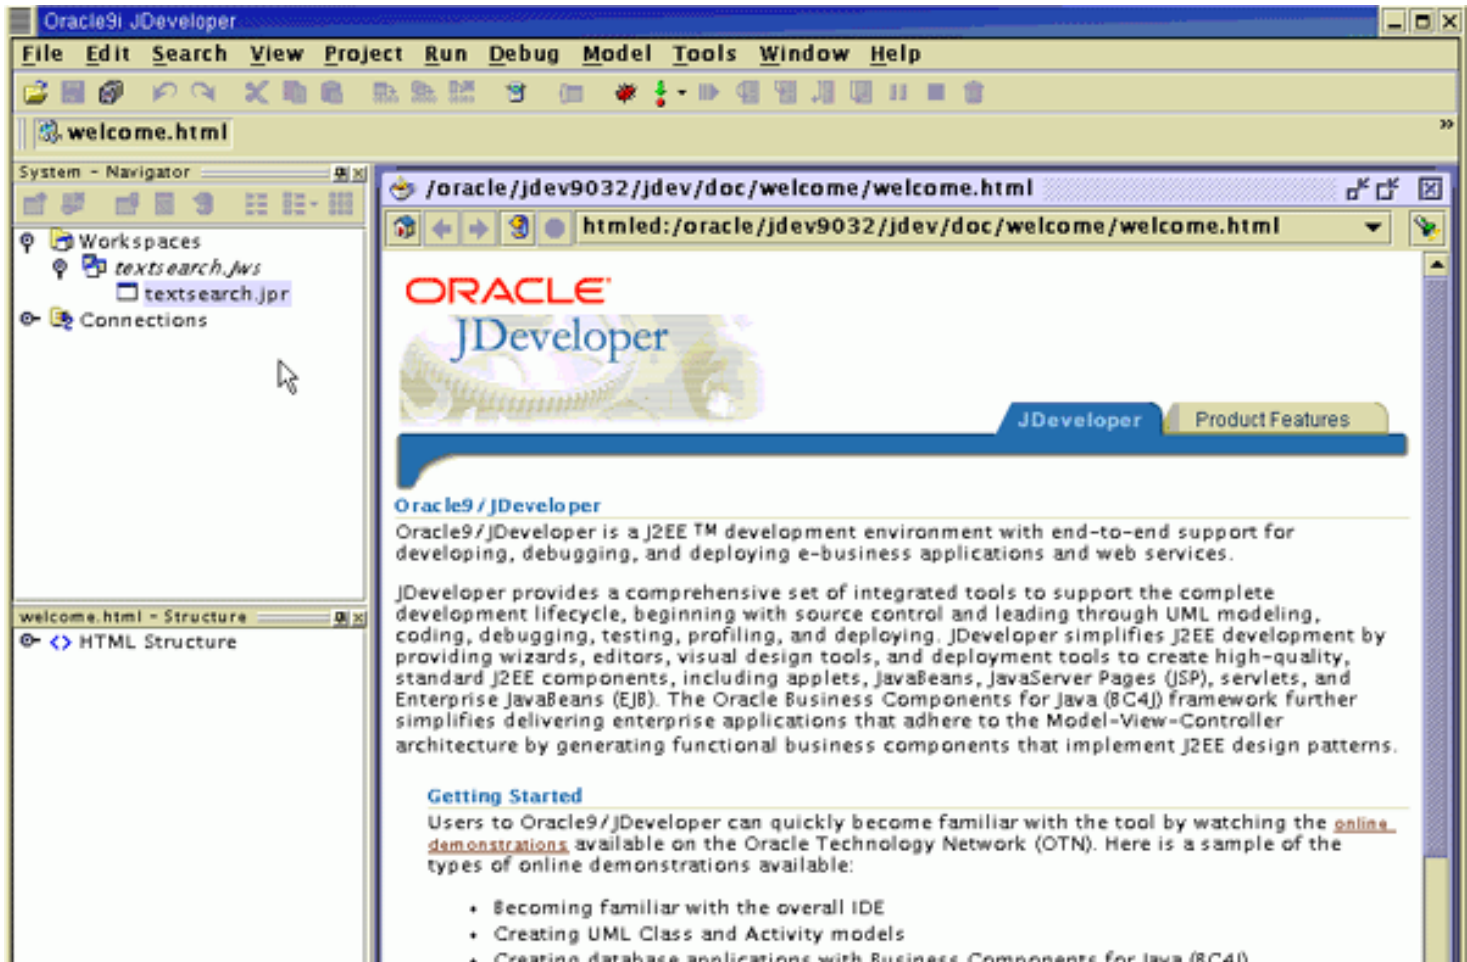 Oracle9i JDeveloper
File Edit Search View Project Run Debug Model Tools Window Help
welcome.html
System - Navigator
Workspaces
textsearch.jws
textsearch.jpr
Connections
welcome.html - Structure
HTML Structure
/oracle/jdev9032/jdev/doc/welcome/welcome.html
htmled:/oracle/jdev9032/jdev/doc/welcome/welcome.html
ORACLE
JDeveloper
JDeveloper Product Features
Oracle9/JDeveloper
Oracle9/JDeveloper is a J2EE TM development environment with end-to-end support for
developing, debugging, and deploying e-business applications and web services.
JDeveloper provides a comprehensive set of integrated tools to support the complete
development lifecycle, beginning with source control and leading through UML modeling,
coding, debugging, testing, profiling, and deploying. JDeveloper simplifies J2EE development by
providing wizards, editors, visual design tools, and deployment tools to create high-quality,
standard J2EE components, including applets, JavaBeans, JavaServer Pages (JSP), servlets, and
Enterprise JavaBeans (EJB). The Oracle Business Components for Java (BC4J) framework further
simplifies delivering enterprise applications that adhere to the Model-View-Controller
architecture by generating functional business components that implement J2EE design patterns.
Getting Started
Users to Oracle9/JDeveloper can quickly become familiar with the tool by watching the online
demonstrations available on the Oracle Technology Network (OTN). Here is a sample of the
types of online demonstrations available:
• Becoming familiar with the overall IDE
• Creating UML Class and Activity models
• Creating database applications with Business Components for Java (BC4J)